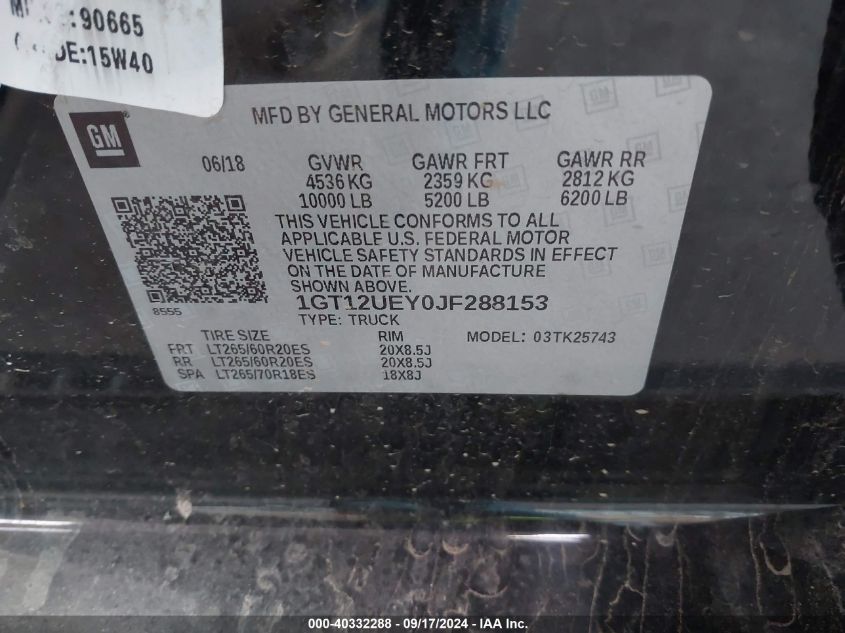 :90665
DE:15W40
GM
MFD BY GENERAL MOTORS LLC
06/18 GVWR GAWR FRT GAWR RR
4536 KG 2359 KG 2812 KG
10000 LB 5200 LB 6200 LB
THIS VEHICLE CONFORMS TO ALL
APPLICABLE U.S. FEDERAL MOTOR
VEHICLE SAFETY STANDARDS IN EFFECT
ON THE DATE OF MANUFACTURE
SHOWN ABOVE.
8555 1GT12UEY0JF288153
TYPE: TRUCK
TIRE SIZE RIM MODEL: 03TK25743
FRT LT265/60R20ES 20X8.5J
RR LT265/60R20ES 20X8.5J
SPA LT265/70R18ES 18X8J
000-40332288 - 09/17/2024 - WWW.IAAI.COM